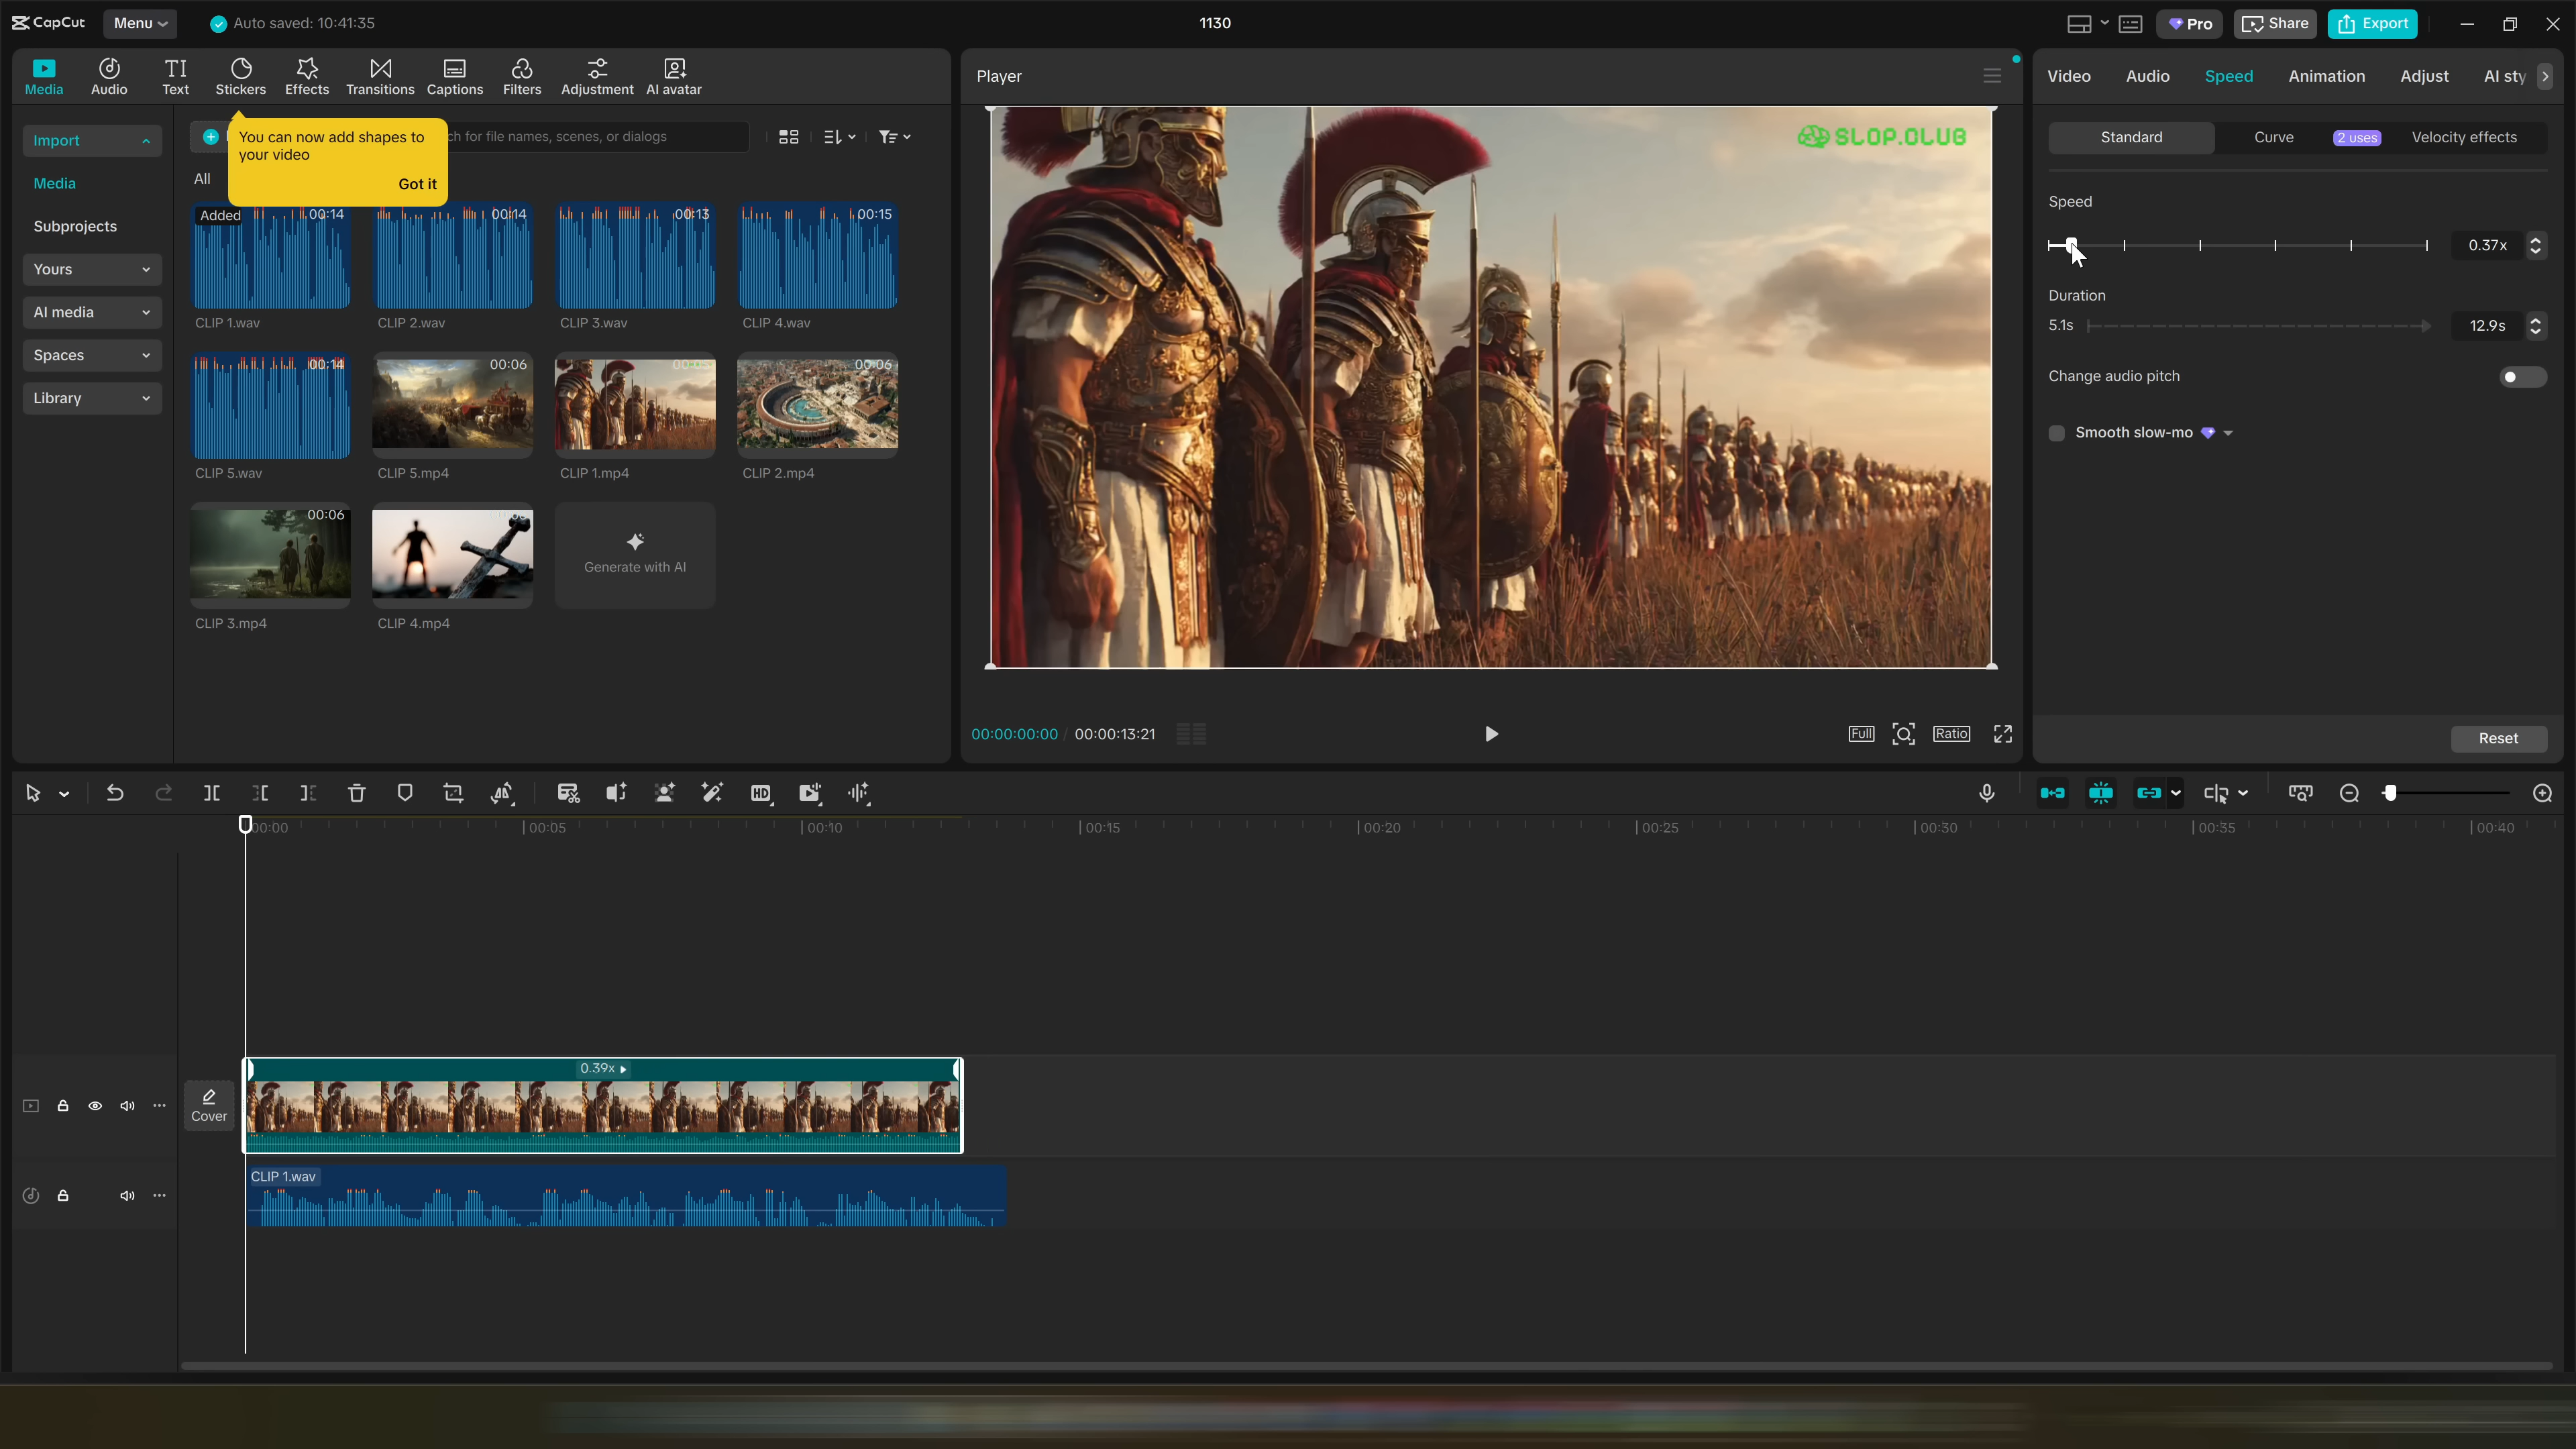 CapCut
Menu
Auto saved: 10:41:35
1130
Pro
Share
Export
Media
Audio
Text
Stickers
Effects
Transitions
Captions
Filters
Adjustment
AI avatar
Import
Media
Subprojects
Yours
AI media
Spaces
Library
You can now add shapes to
your video
Got it
ch for file names, scenes, or dialogs
All
Added
00:14
CLIP 1.wav
00:14
CLIP 2.wav
00:13
CLIP 3.wav
00:15
CLIP 4.wav
00:14
CLIP 5.wav
00:06
CLIP 5.mp4
CLIP 1.mp4
00:06
CLIP 2.mp4
00:06
CLIP 3.mp4
CLIP 4.mp4
Generate with AI
Player
SLOP.CLUB
00:00:00:00 / 00:00:13:21
Full
Ratio
Video
Audio
Speed
Animation
Adjust
AI sty
Standard
Curve
2 uses
Velocity effects
Speed
0.37x
Duration
5.1s
12.9s
Change audio pitch
Smooth slow-mo
Reset
HD
00:00
00:05
00:10
00:15
00:20
00:25
00:30
00:35
00:40
Cover
0.39x
CLIP 1.wav